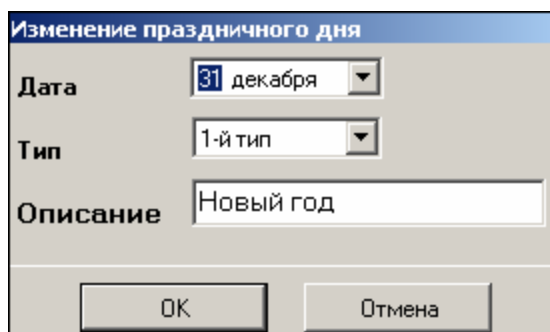 Изменение праздничного дня
Дата 31 декабря
Тип 1-й тип
Описание Новый год
OK Отмена